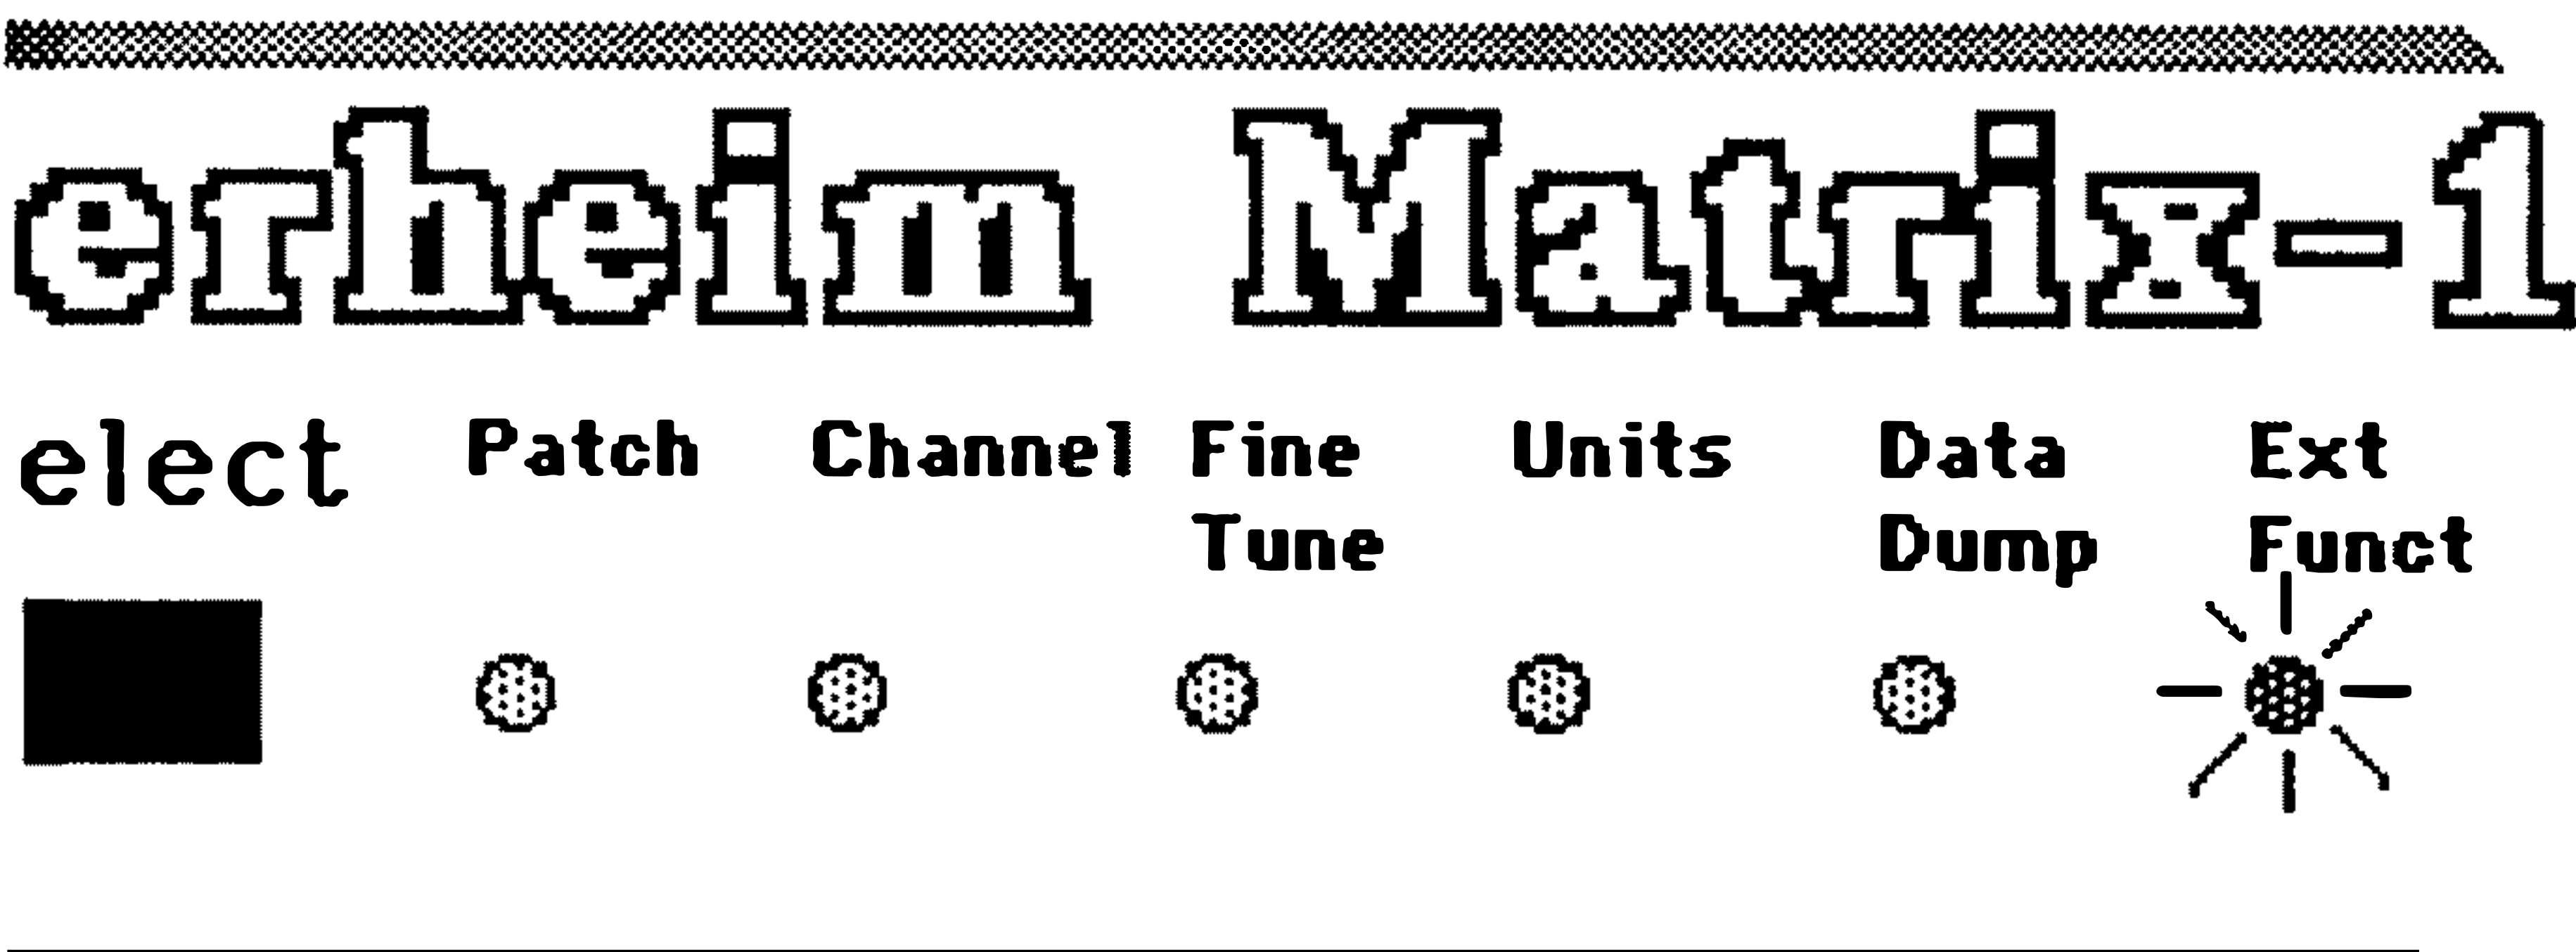 erheim Matrix-1
elect Patch Channel Fine Units Data Ext
Tune Dump Funct